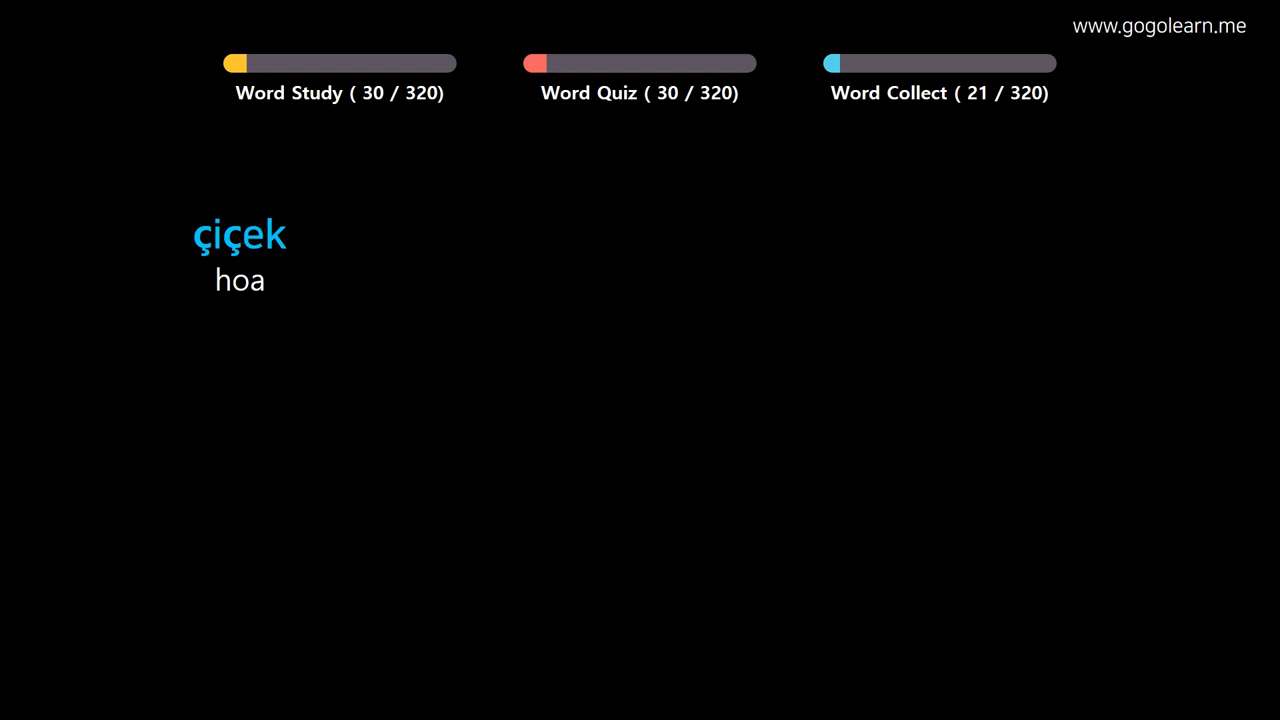 www.gogolearn.me
Word Study ( 30 / 320)
Word Quiz ( 30 / 320)
Word Collect ( 21 / 320)
çiçek
hoa